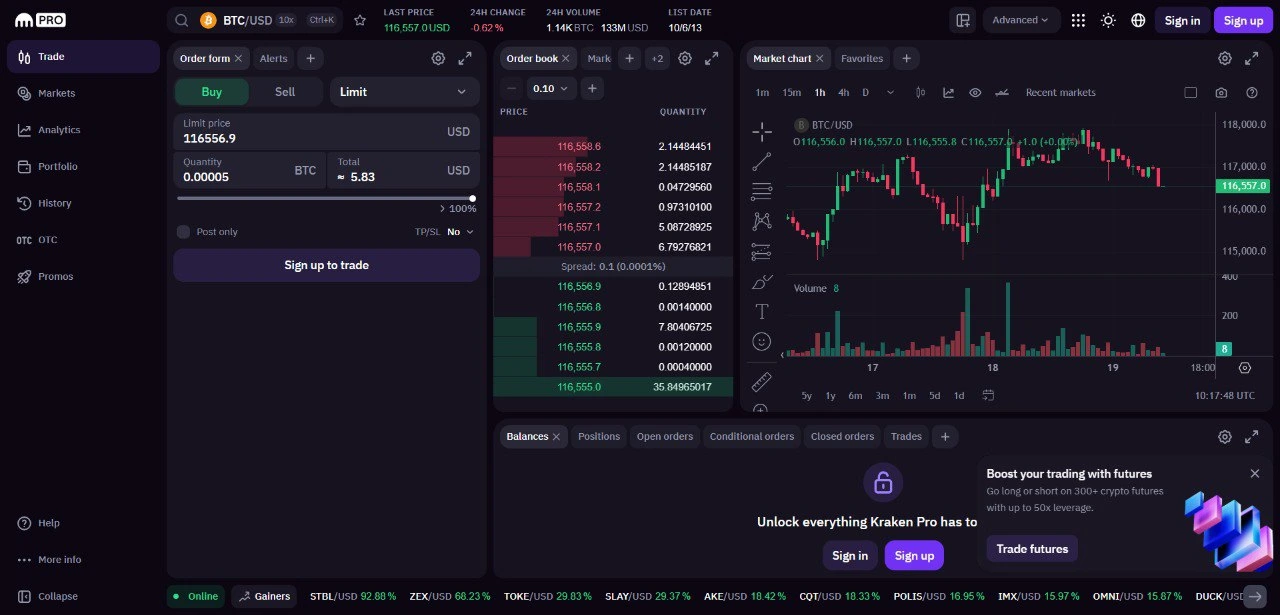 PRO
BTC/USD 10x Ctrl+K
LAST PRICE
116,557.0 USD
24H CHANGE
-0.62 %
24H VOLUME
1.14K BTC 133M USD
LIST DATE
10/6/13
Advanced
Sign in
Sign up
Trade
Markets
Analytics
Portfolio
History
OTC OTC
Promos
Help
More info
Collapse
Order form
Alerts
Buy
Sell
Limit
Limit price
116556.9
USD
Quantity
0.00005
BTC
Total
≈ 5.83
USD
> 100%
Post only
TP/SL No
Sign up to trade
Order book
Mark
+2
0.10
PRICE QUANTITY
116,558.6 2.14484451
116,558.2 2.14485187
116,558.1 0.04729560
116,557.2 0.97310100
116,557.1 5.08728925
116,557.0 6.79276821
Spread: 0.1 (0.0001%)
116,556.9 0.12894851
116,556.8 0.00140000
116,555.9 7.80406725
116,555.8 0.00120000
116,555.7 0.00040000
116,555.0 35.84965017
Market chart
Favorites
1m 15m 1h 4h D
Recent markets
B BTC/USD
O116,556.0 H116,557.0 L116,555.8 C116,557.0 +1.0 (+0.00%)
118,000.0
117,000.0
116,557.0
116,000.0
115,000.0
Volume 8
400
200
8
17 18 19 18:00
5y 1y 6m 3m 1m 5d 1d
10:17:48 UTC
Balances
Positions
Open orders
Conditional orders
Closed orders
Trades
Unlock everything Kraken Pro has to
Sign in
Sign up
Boost your trading with futures
Go long or short on 300+ crypto futures
with up to 50x leverage.
Trade futures
Online
Gainers
STBL/USD 92.88%
ZEX/USD 68.23%
TOKE/USD 29.83%
SLAY/USD 29.37%
AKE/USD 18.42%
CQT/USD 18.33%
POLIS/USD 16.95%
IMX/USD 15.97%
OMNI/USD 15.87%
DUCK/USD